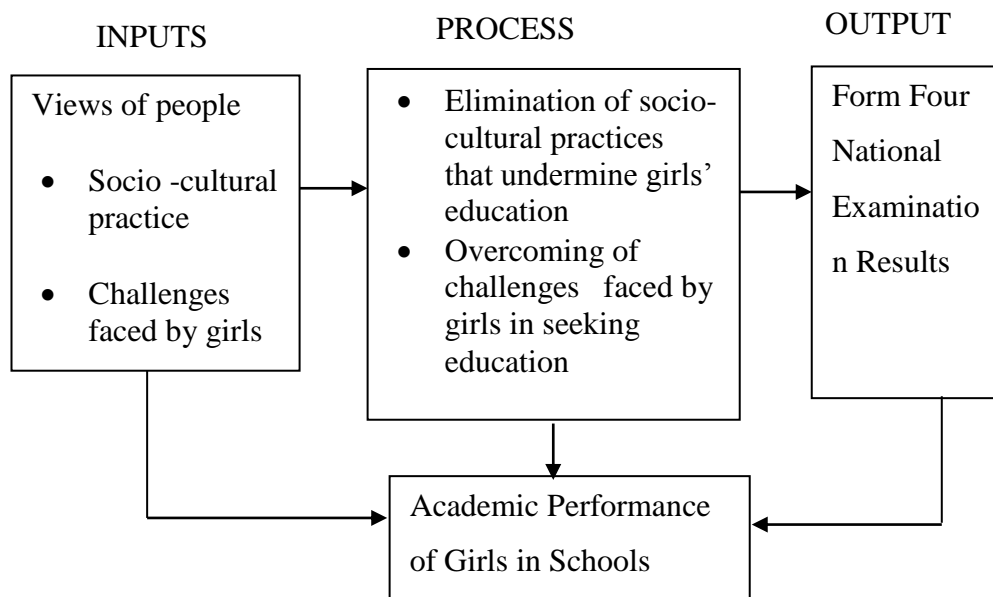 INPUTS
PROCESS
OUTPUT
Views of people
• Socio -cultural
practice
• Challenges
faced by girls
• Elimination of socio-
cultural practices
that undermine girls’
education
• Overcoming of
challenges faced by
girls in seeking
education
Form Four
National
Examinatio
n Results
Academic Performance
of Girls in Schools